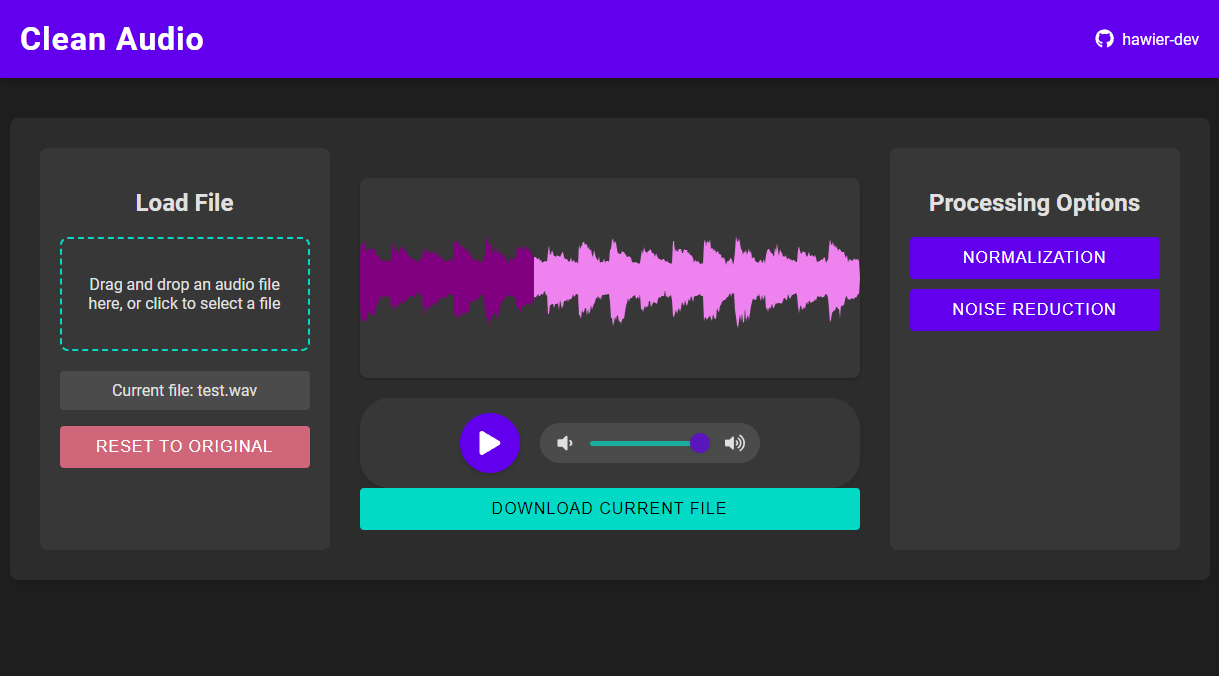 Clean Audio
hawier-dev
Load File
Drag and drop an audio file
here, or click to select a file
Current file: test.wav
RESET TO ORIGINAL
DOWNLOAD CURRENT FILE
Processing Options
NORMALIZATION
NOISE REDUCTION